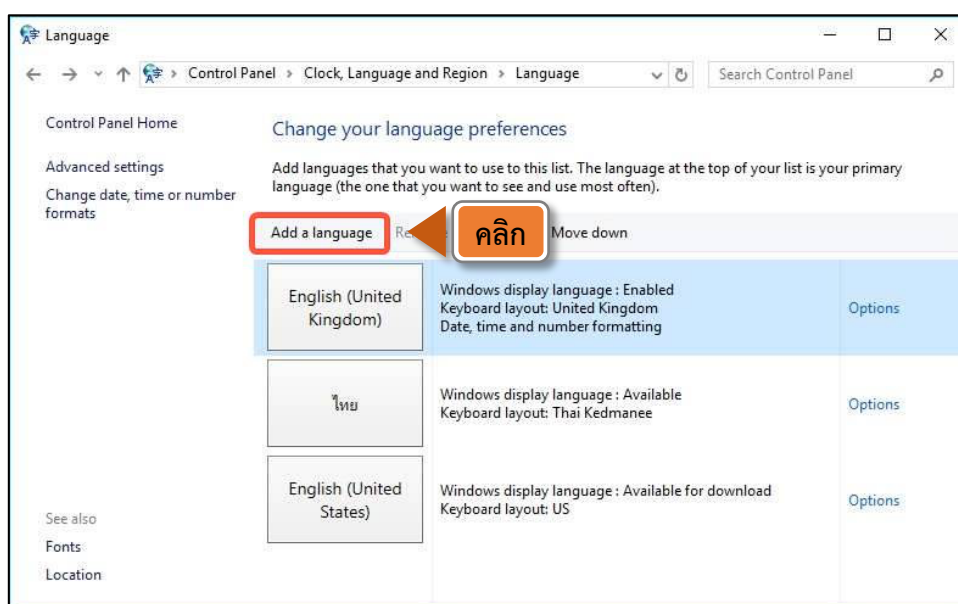 Language
Control Panel > Clock, Language and Region > Language
Search Control Panel
Control Panel Home
Advanced settings
Change date, time or number
formats
Change your language preferences
Add languages that you want to use to this list. The language at the top of your list is your primary
language (the one that you want to see and use most often).
Add a language คลิก Move down
English (United
Kingdom)
Windows display language : Enabled
Keyboard layout: United Kingdom
Date, time and number formatting
Options
ไทย
Windows display language : Available
Keyboard layout: Thai Kedmanee
Options
English (United
States)
Windows display language : Available for download
Keyboard layout: US
Options
See also
Fonts
Location